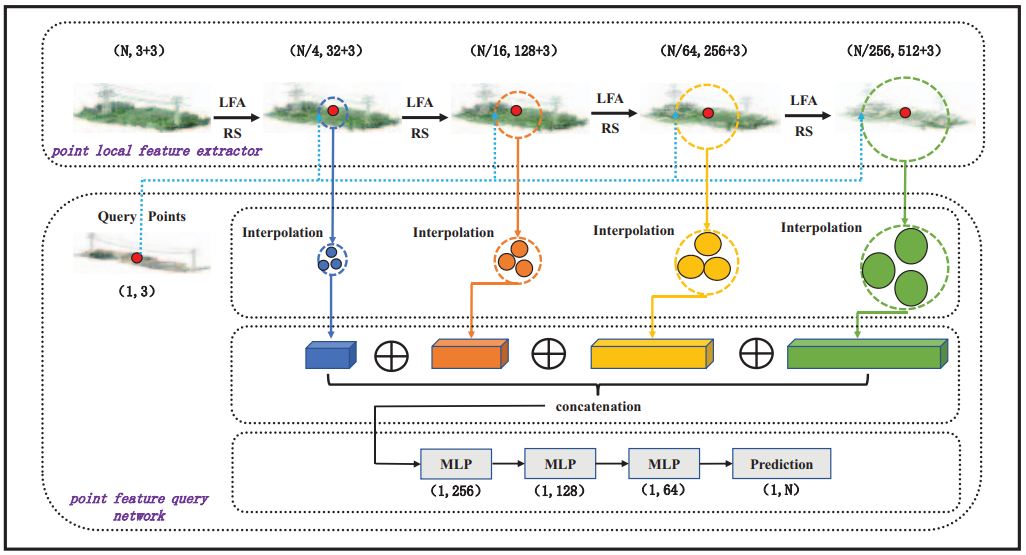 (N, 3+3)
(N/4, 32+3)
(N/16, 128+3)
(N/64, 256+3)
(N/256, 512+3)
LFA
RS
LFA
RS
LFA
RS
LFA
RS
point local feature extractor
Query Points
(1, 3)
Interpolation
Interpolation
Interpolation
Interpolation
concatenation
MLP
MLP
MLP
Prediction
(1, 256)
(1, 128)
(1, 64)
(1, N)
point feature query
network